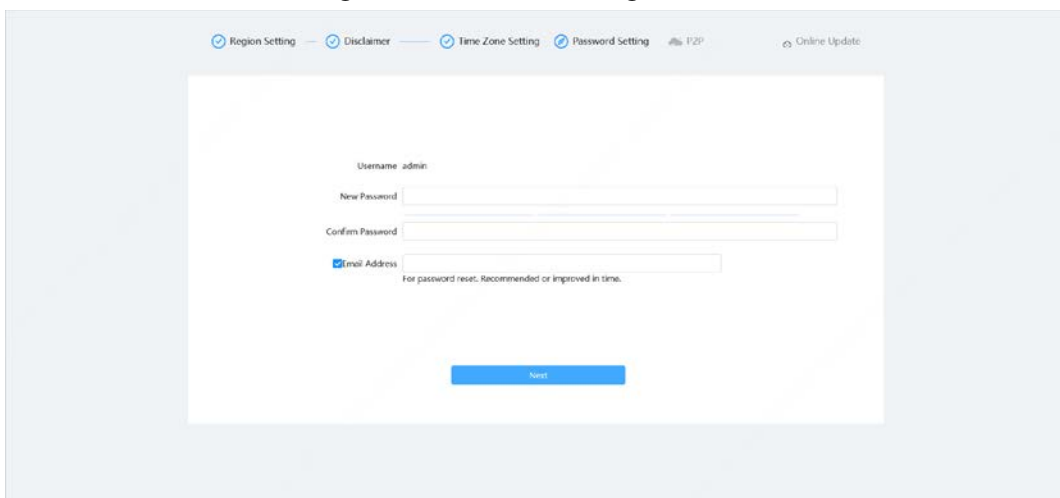 Region Setting Disclaimer Time Zone Setting Password Setting P2P Online Update
Username admin
New Password
Confirm Password
Email Address
For password reset. Recommended or improved in time.
Next